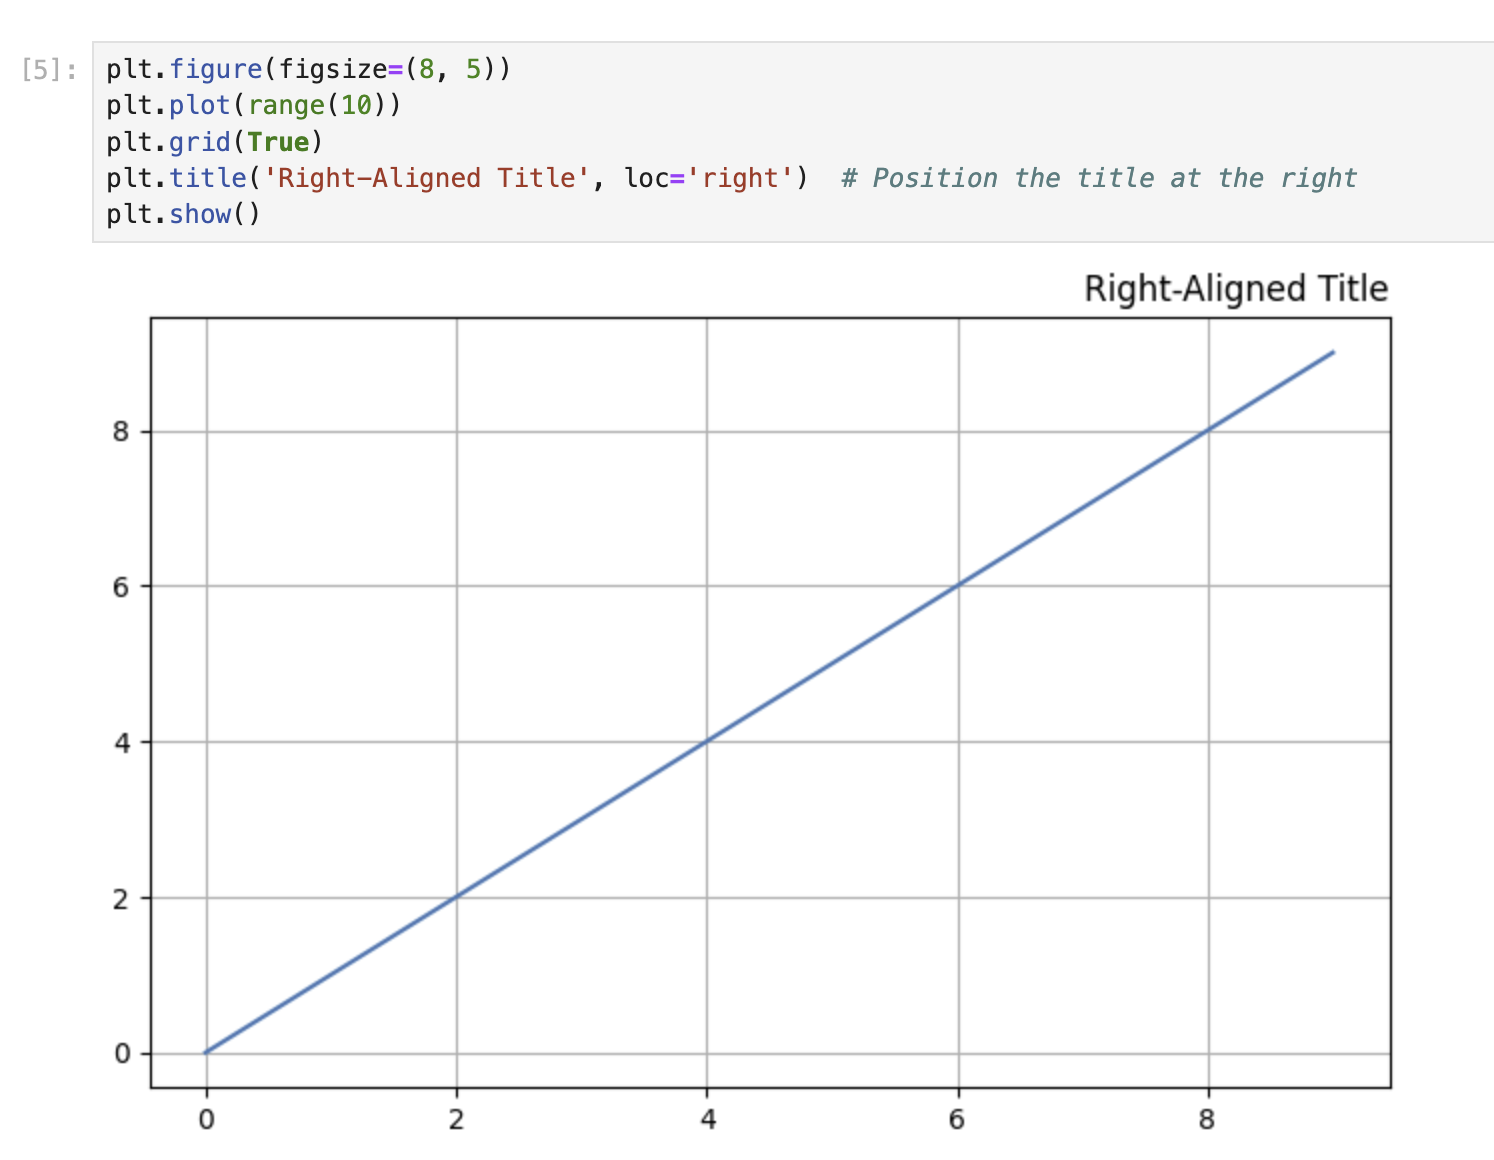 [5]: plt.figure(figsize=(8, 5))
plt.plot(range(10))
plt.grid(True)
plt.title('Right-Aligned Title', loc='right')  # Position the title at the right
plt.show()
Right-Aligned Title
8
6
4
2
0
0 2 4 6 8